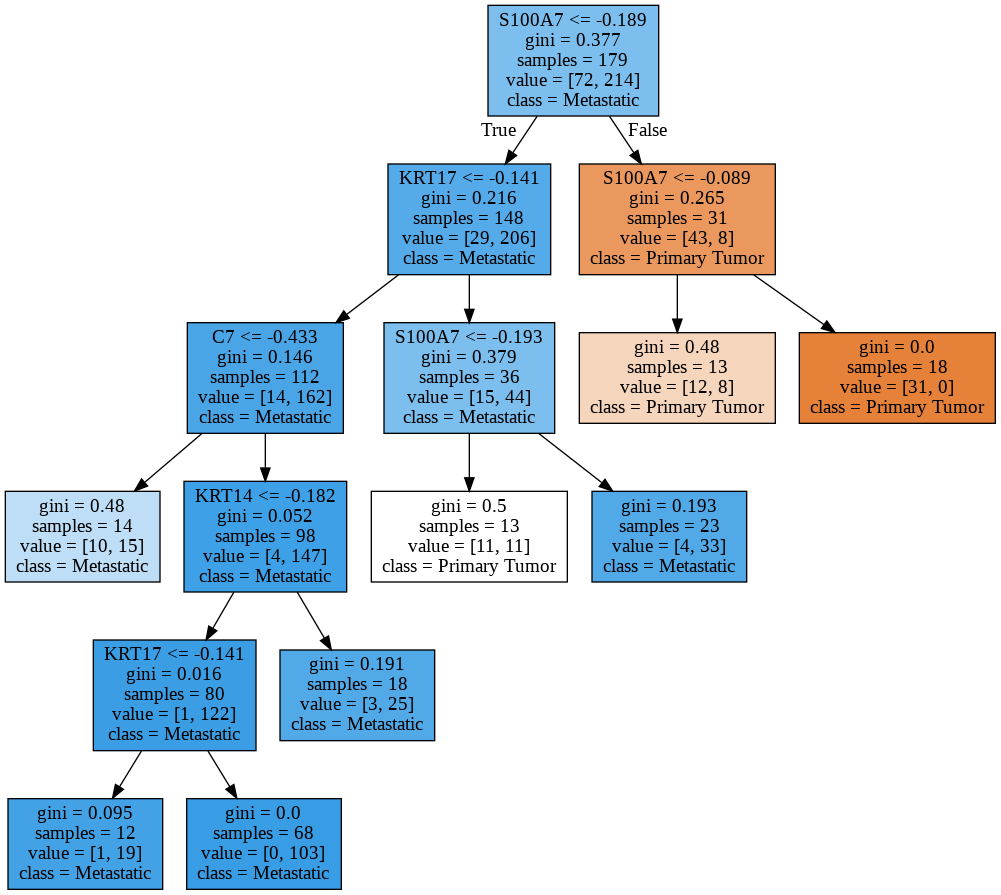 S100A7 <= -0.189
gini = 0.377
samples = 179
value = [72, 214]
class = Metastatic
True
False
KRT17 <= -0.141
gini = 0.216
samples = 148
value = [29, 206]
class = Metastatic
S100A7 <= -0.089
gini = 0.265
samples = 31
value = [43, 8]
class = Primary Tumor
C7 <= -0.433
gini = 0.146
samples = 112
value = [14, 162]
class = Metastatic
S100A7 <= -0.193
gini = 0.379
samples = 36
value = [15, 44]
class = Metastatic
gini = 0.48
samples = 13
value = [12, 8]
class = Primary Tumor
gini = 0.0
samples = 18
value = [31, 0]
class = Primary Tumor
gini = 0.48
samples = 14
value = [10, 15]
class = Metastatic
KRT14 <= -0.182
gini = 0.052
samples = 98
value = [4, 147]
class = Metastatic
gini = 0.5
samples = 13
value = [11, 11]
class = Primary Tumor
gini = 0.193
samples = 23
value = [4, 33]
class = Metastatic
KRT17 <= -0.141
gini = 0.016
samples = 80
value = [1, 122]
class = Metastatic
gini = 0.191
samples = 18
value = [3, 25]
class = Metastatic
gini = 0.095
samples = 12
value = [1, 19]
class = Metastatic
gini = 0.0
samples = 68
value = [0, 103]
class = Metastatic